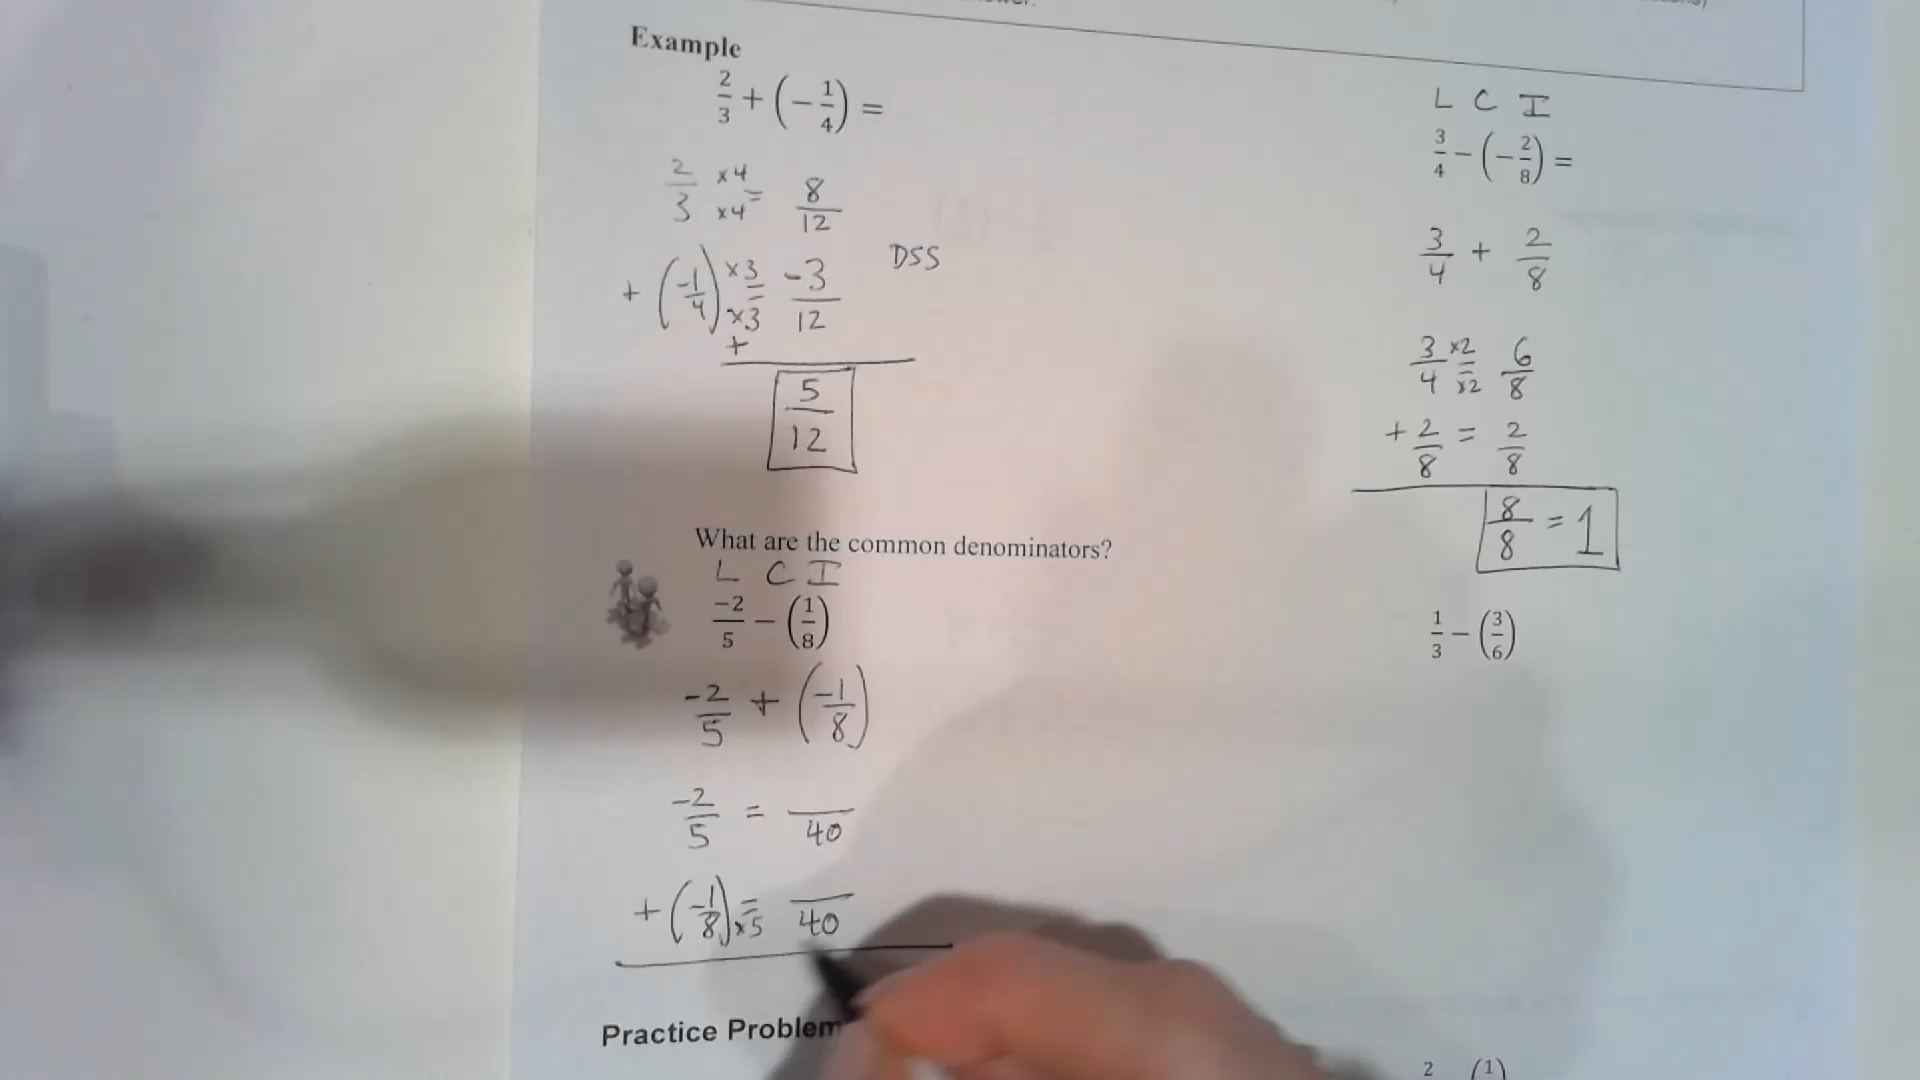 Example
2/3 + (-1/4) =
2/3 ×4/×4 = 8/12
+ (-1/4) ×3/×3 = -3/12
DSS
+
5/12
L C I
3/4 - (-2/8) =
3/4 + 2/8
3/4 ×2/×2 = 6/8
+ 2/8 = 2/8
8/8 = 1
What are the common denominators?
L C I
-2/5 - (1/8)
-2/5 + (-1/8)
-2/5 = /40
+ (-1/8) = ×5 /40
1/3 - (3/6)
Practice Problem
2 (1)